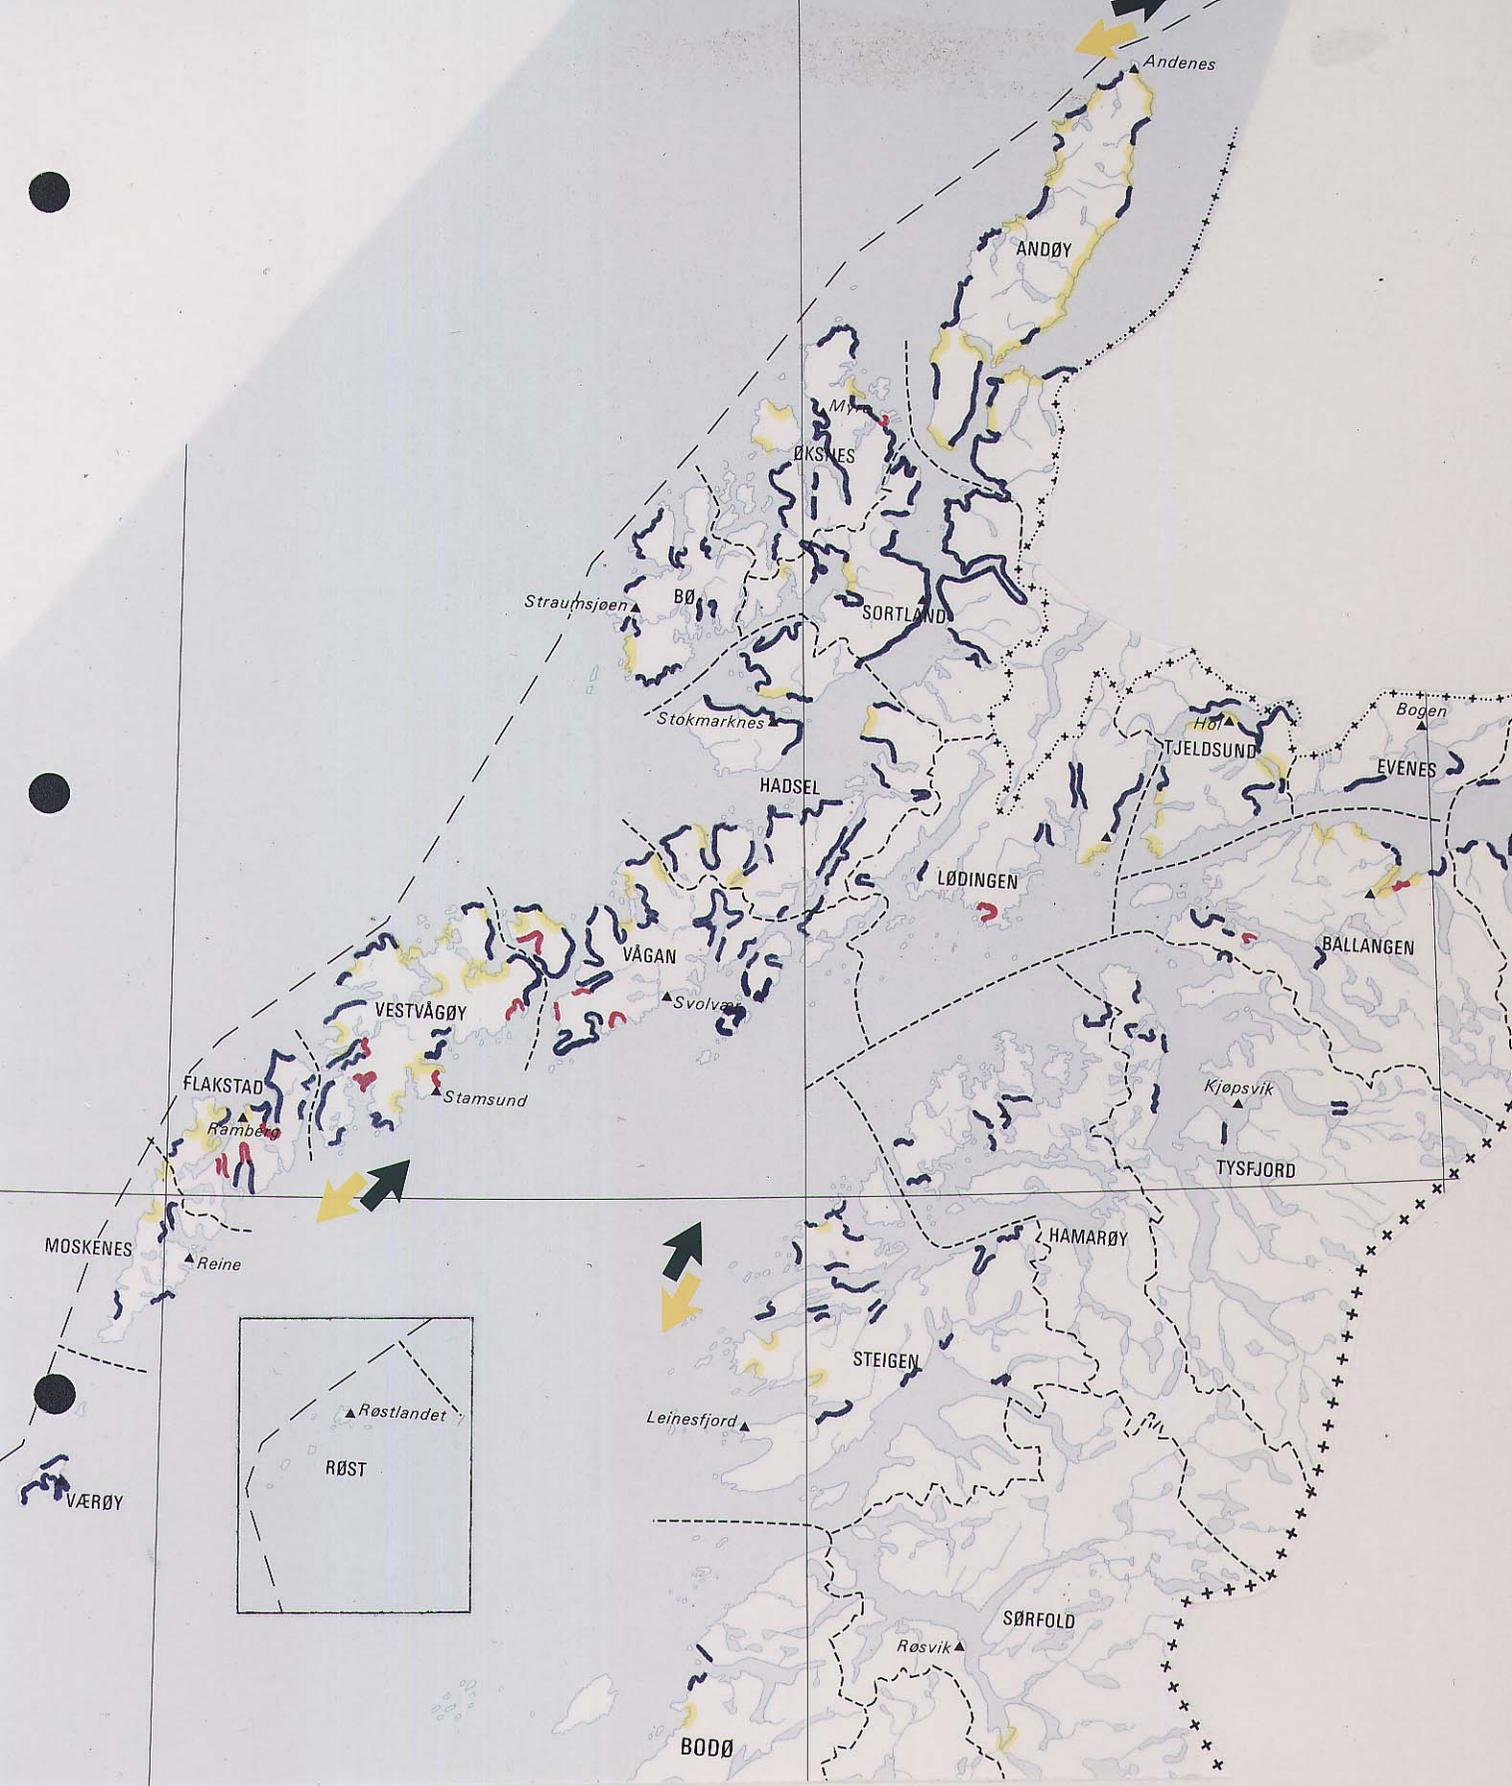 Andenes
ANDØY
Myre
ØKSNES
Straumsjøen
BØ
SORTLAND
Stokmarknes
Hol
Bogen
TJELDSUND
EVENES
HADSEL
LØDINGEN
VÅGAN
BALLANGEN
Svolvær
VESTVÅGØY
FLAKSTAD
Stamsund
Kjøpsvik
Ramberg
TYSFJORD
HAMARØY
MOSKENES
Reine
STEIGEN
Røstlandet
Leinesfjord
RØST
VÆRØY
SØRFOLD
Røsvik
BODØ